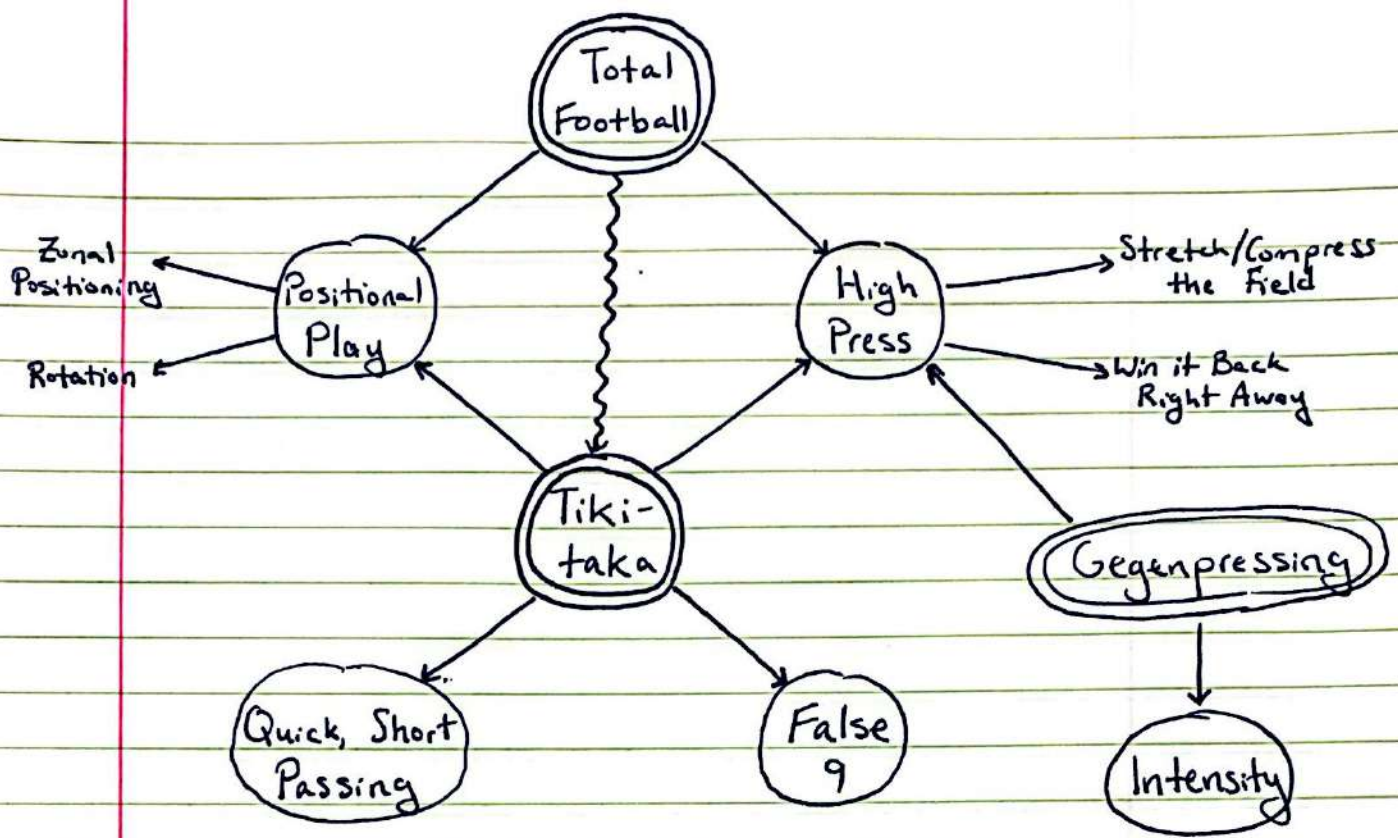 Total
Football
Zonal
Positioning
Rotation
Positional
Play
High
Press
Stretch/Compress
the Field
Win it Back
Right Away
Tiki-
taka
Gegenpressing
Quick, Short
Passing
False
9
Intensity